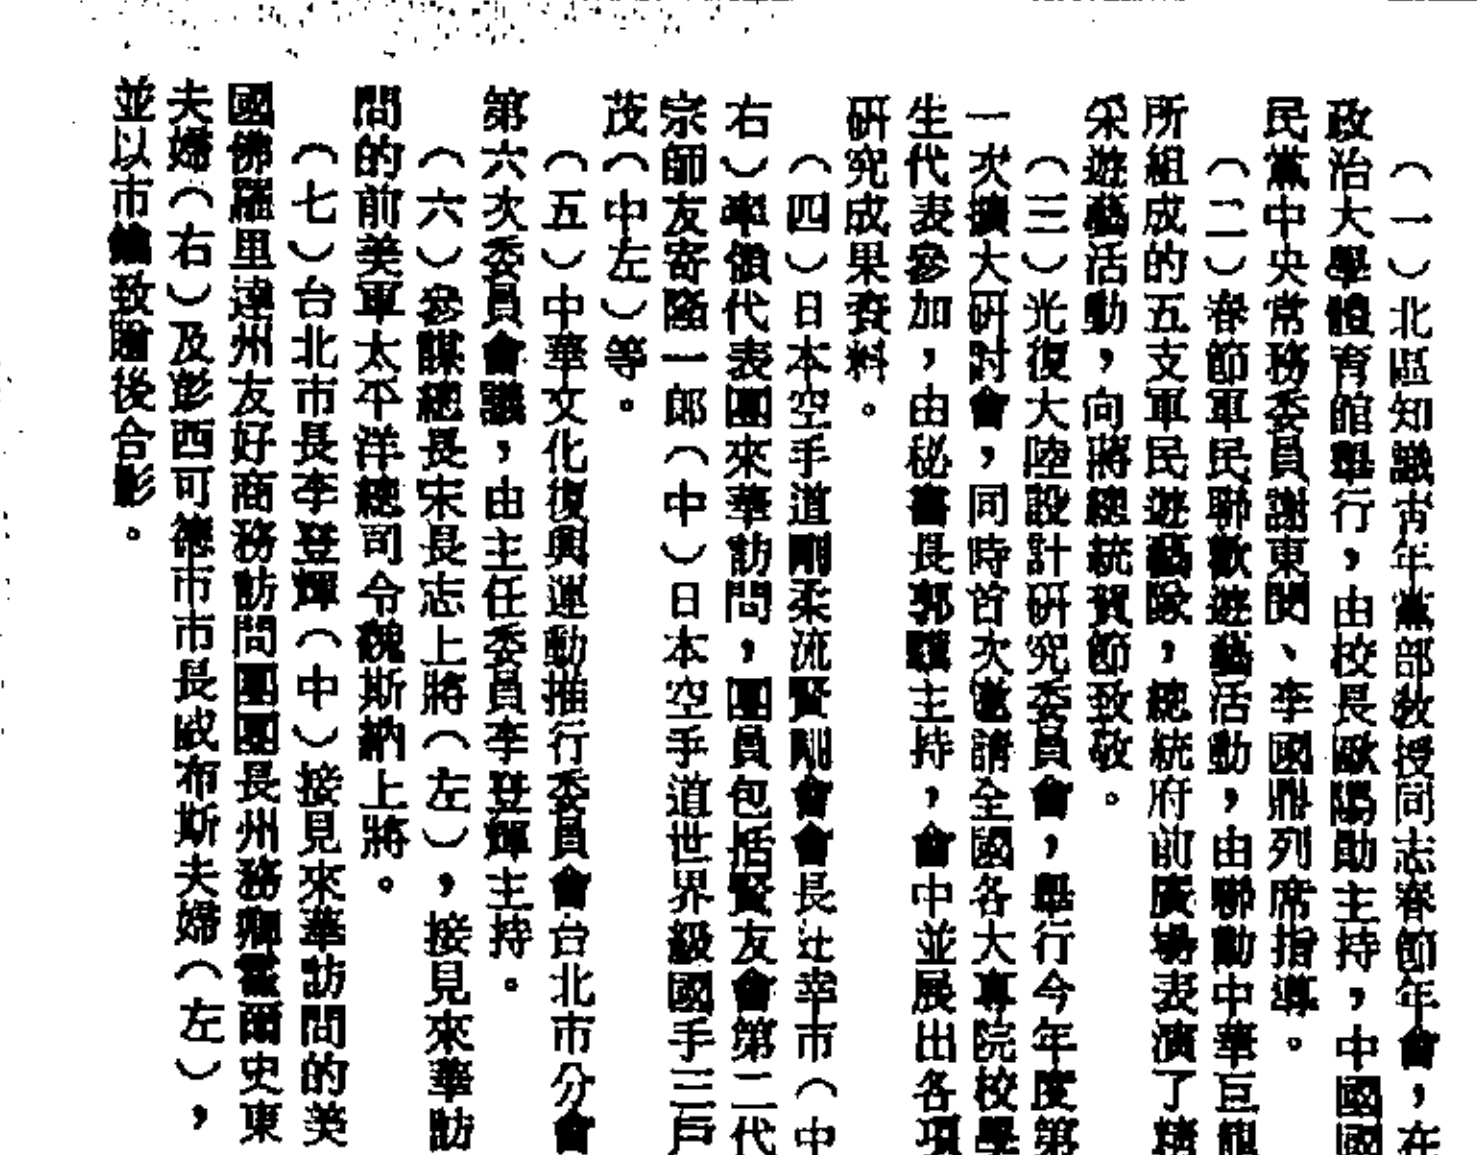 （一）北區知識青年黨部教授同志春節年會，在
政治大學體育館舉行，由校長歐陽勛主持，中國國
民黨中央常務委員謝東閔、李國鼎列席指導。
（二）春節軍民聯歡遊藝活動，由聯勤中華巨龍
所組成的五支軍民遊藝隊，總統府前廣場表演了精
采遊藝活動，向蔣總統賀節致敬。
（三）光復大陸設計研究委員會，舉行今年度第
一次擴大研討會，同時首次邀請全國各大專院校學
生代表參加，由秘書長郭驥主持，會中並展出各項
研究成果資料。
（四）日本空手道剛柔流賢剛會會長辻幸市（中
右）率領代表團來華訪問，團員包括賢友會第二代
宗師友寄隆一郎（中）日本空手道世界級國手三戶
茂（中左）等。
（五）中華文化復興運動推行委員會台北市分會
第六次委員會議，由主任委員李登輝主持。
（六）參謀總長宋長志上將（左），接見來華訪
問的前美軍太平洋總司令魏斯納上將。
（七）台北市長李登輝（中）接見來華訪問的美
國佛羅里達州友好商務訪問團團長州務卿霍爾史東
夫婦（右）及彭西可德市市長戚布斯夫婦（左），
並以市鑰致贈後合影。